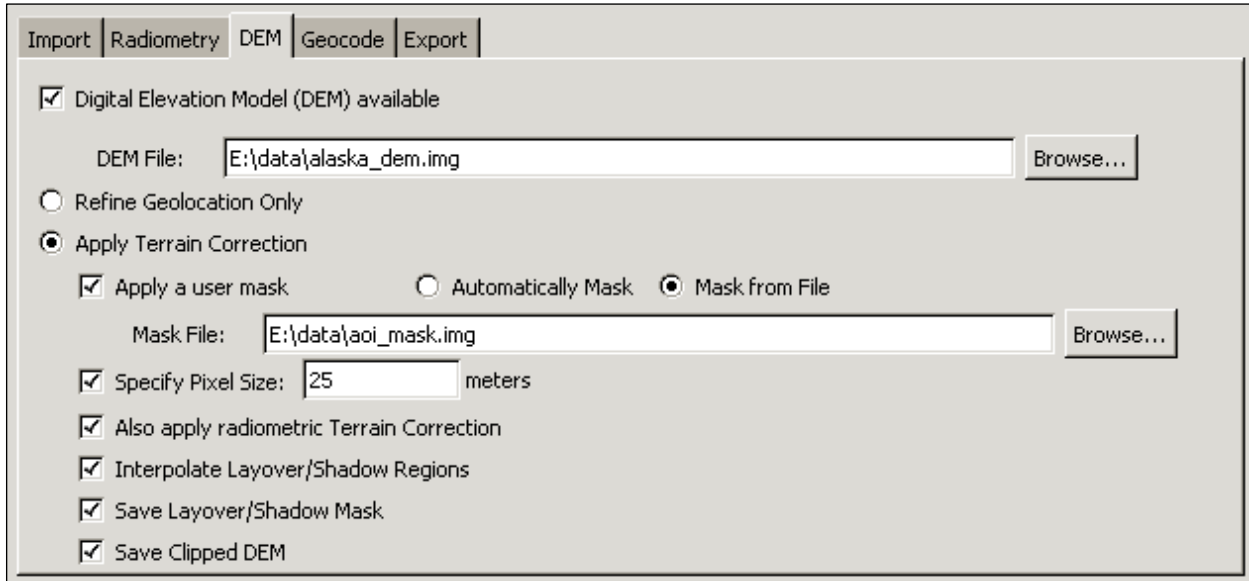 Import Radiometry DEM Geocode Export
Digital Elevation Model (DEM) available
DEM File: E:\data\alaska_dem.img Browse...
Refine Geolocation Only
Apply Terrain Correction
Apply a user mask Automatically Mask Mask from File
Mask File: E:\data\aoi_mask.img Browse...
Specify Pixel Size: 25 meters
Also apply radiometric Terrain Correction
Interpolate Layover/Shadow Regions
Save Layover/Shadow Mask
Save Clipped DEM